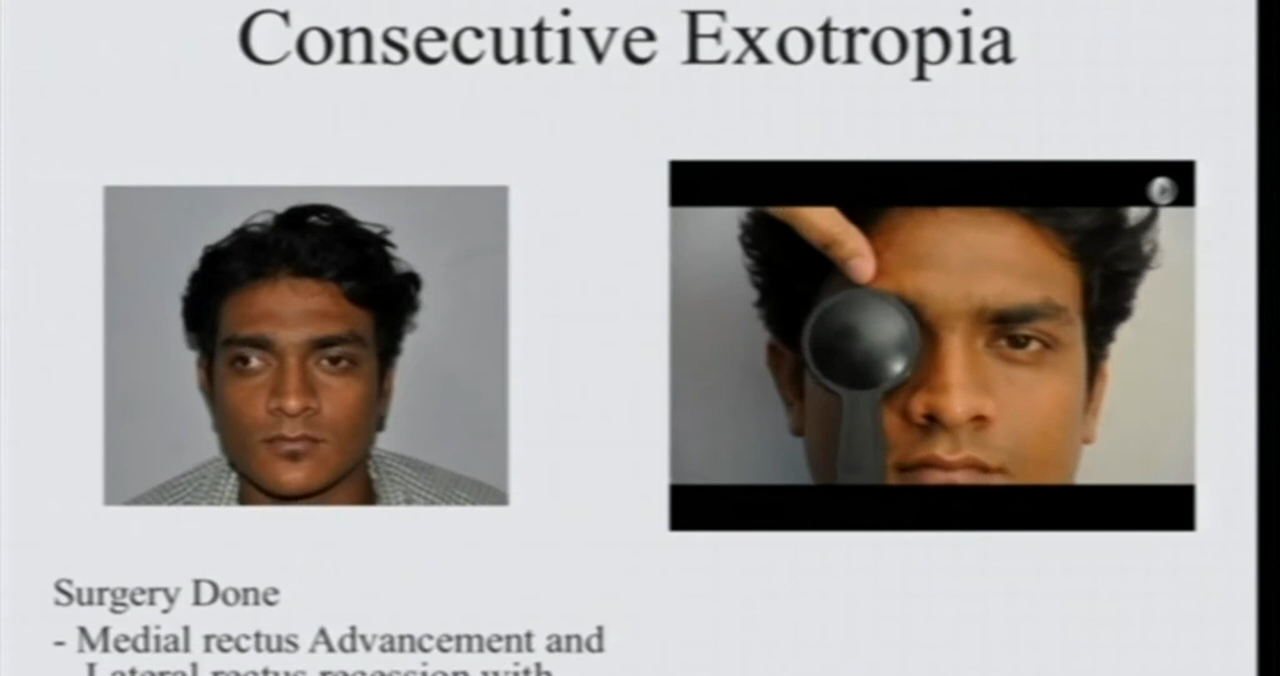 Consecutive Exotropia
Surgery Done
- Medial rectus Advancement and
Lateral rectus recession with